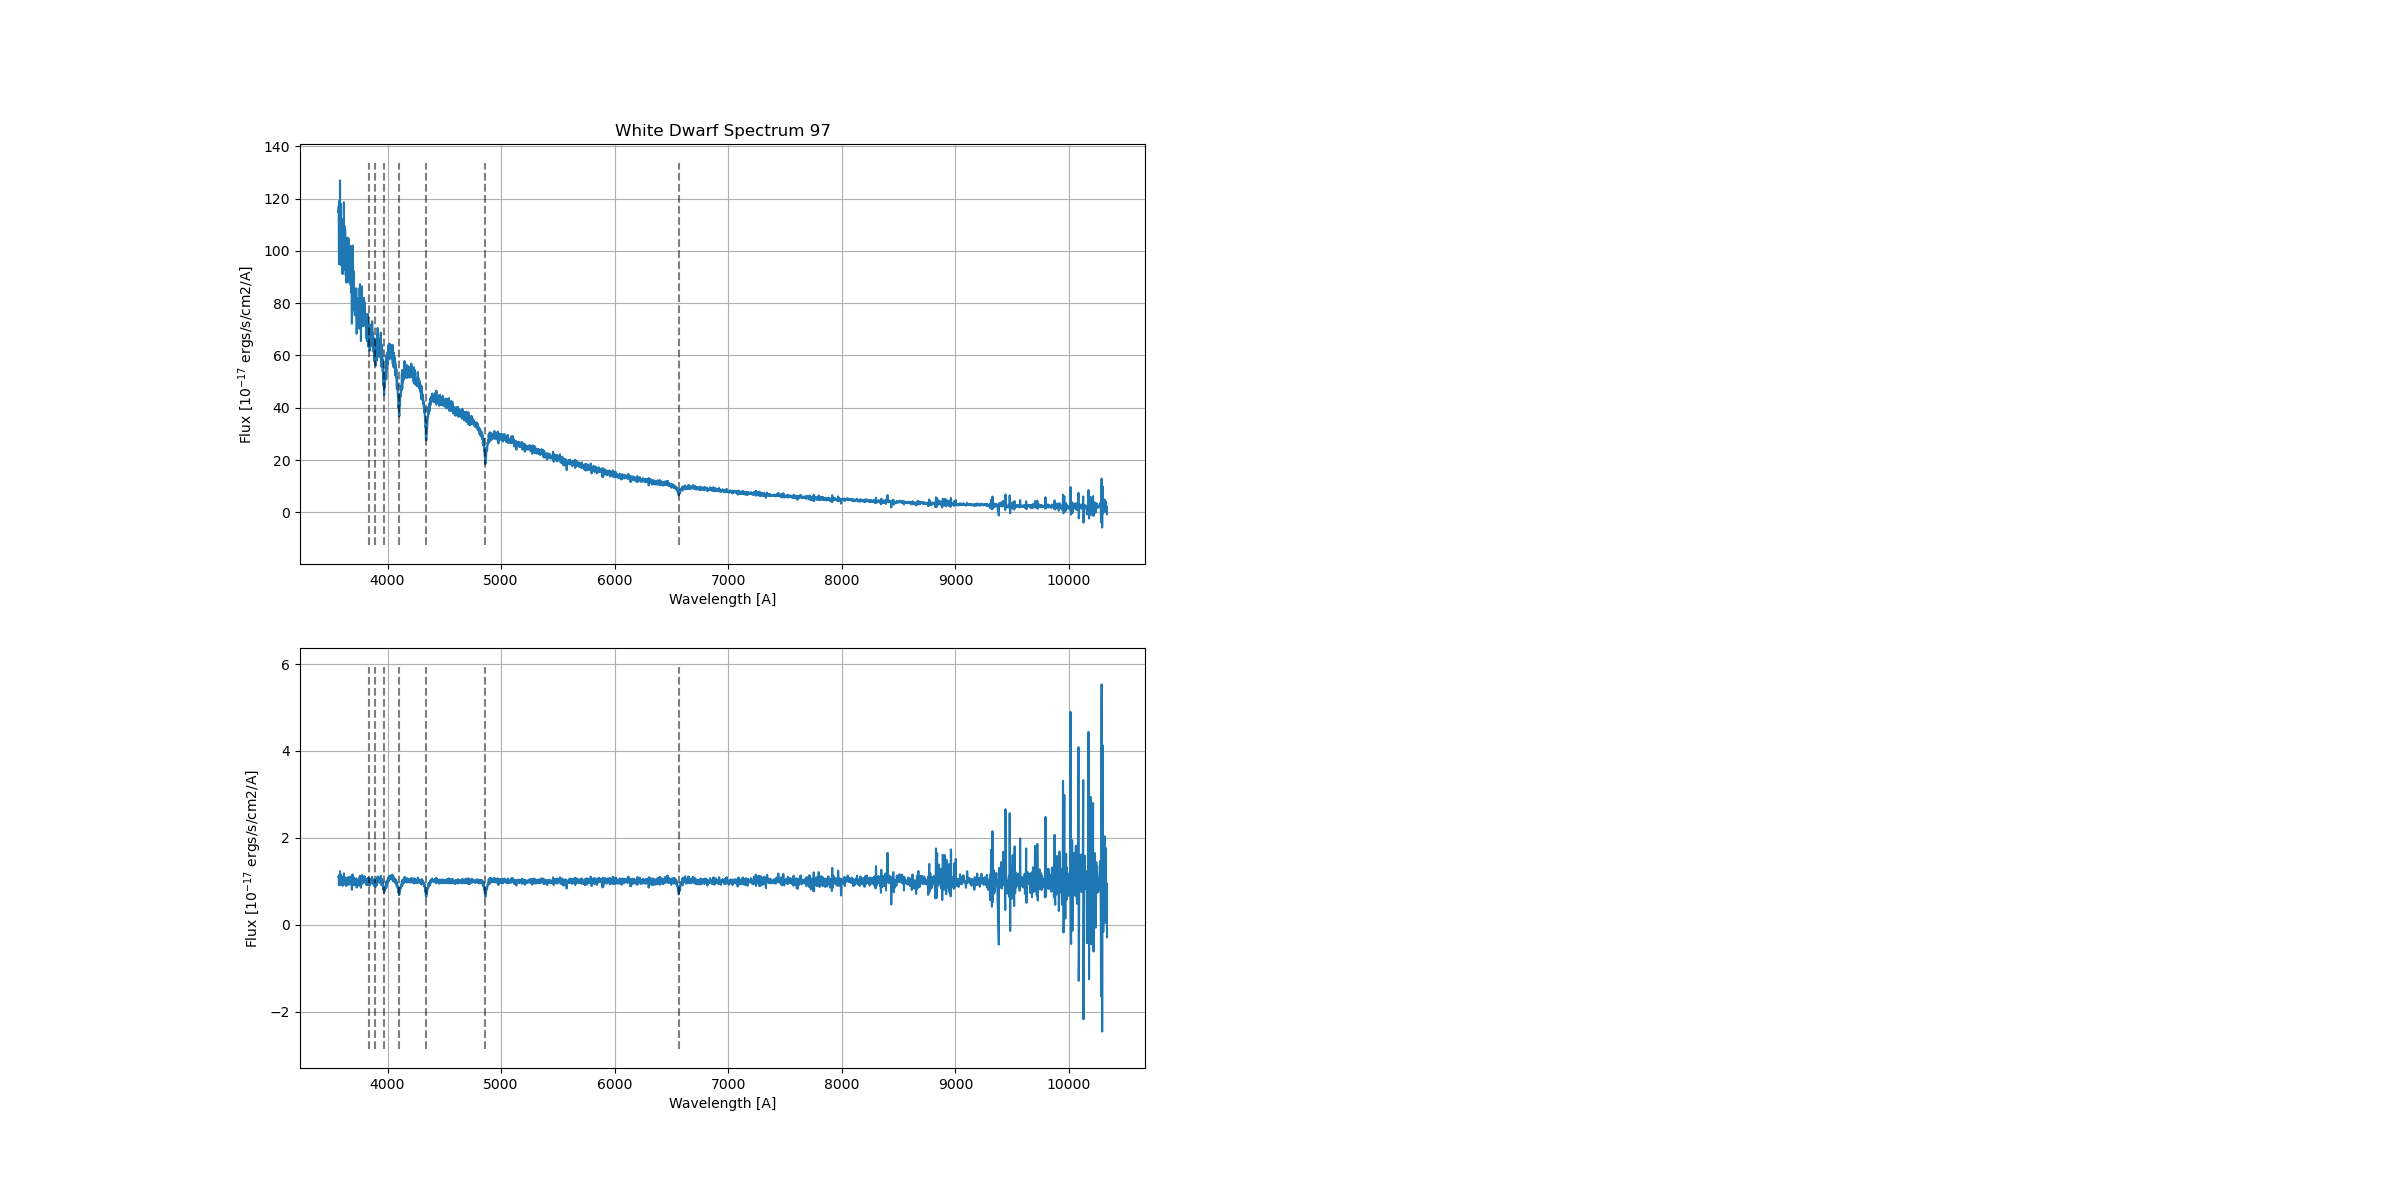 White Dwarf Spectrum 97
Flux [10⁻¹⁷ ergs/s/cm2/A]
140
120
100
80
60
40
20
0
4000 5000 6000 7000 8000 9000 10000
Wavelength [A]
Flux [10⁻¹⁷ ergs/s/cm2/A]
6
4
2
0
−2
4000 5000 6000 7000 8000 9000 10000
Wavelength [A]